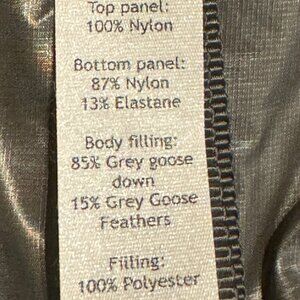 Top panel:
100% Nylon
Bottom panel:
87% Nylon
13% Elastane
Body filling:
85% Grey goose
down
15% Grey Goose
Feathers
Filling:
100% Polyester